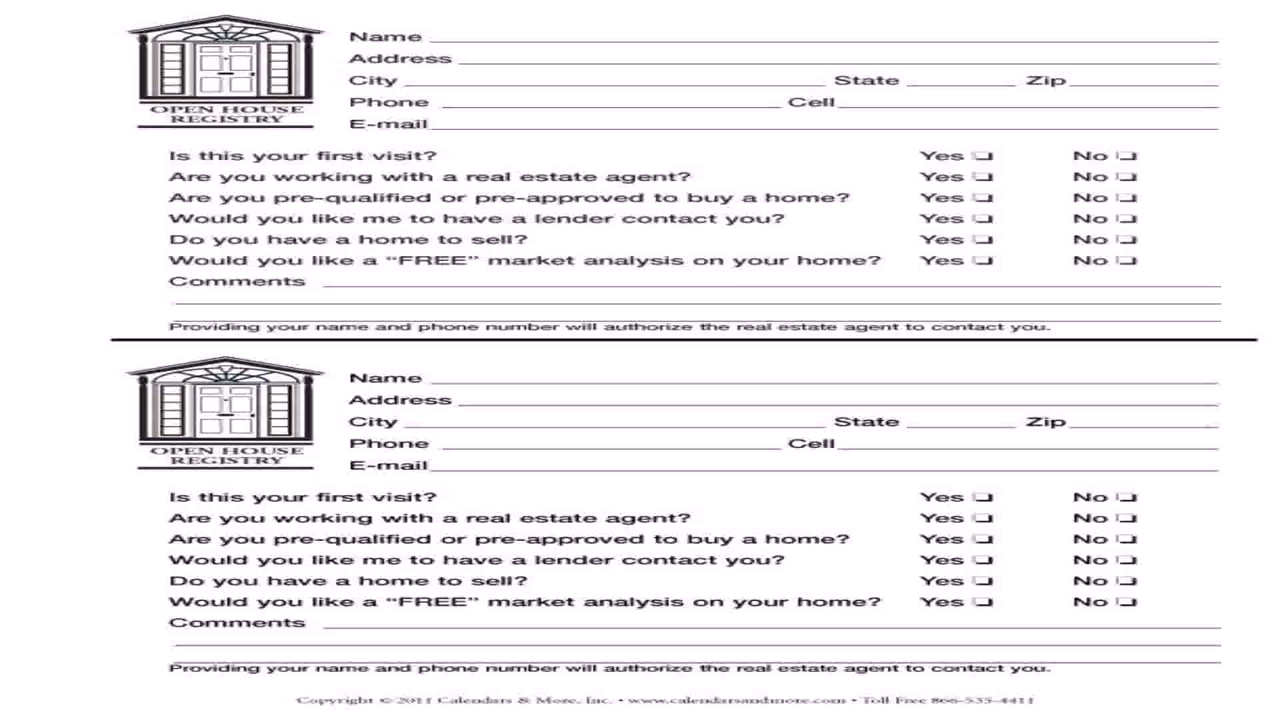 OPEN HOUSE
REGISTRY
Name
Address
City State Zip
Phone Cell
E-mail
Is this your first visit? Yes No
Are you working with a real estate agent? Yes No
Are you pre-qualified or pre-approved to buy a home? Yes No
Would you like me to have a lender contact you? Yes No
Do you have a home to sell? Yes No
Would you like a “FREE” market analysis on your home? Yes No
Comments
Providing your name and phone number will authorize the real estate agent to contact you.
OPEN HOUSE
REGISTRY
Name
Address
City State Zip
Phone Cell
E-mail
Is this your first visit? Yes No
Are you working with a real estate agent? Yes No
Are you pre-qualified or pre-approved to buy a home? Yes No
Would you like me to have a lender contact you? Yes No
Do you have a home to sell? Yes No
Would you like a “FREE” market analysis on your home? Yes No
Comments
Providing your name and phone number will authorize the real estate agent to contact you.
Copyright © 2011 Calendars & More, Inc. • www.calendarsandmore.com • Toll Free 866-535-4411